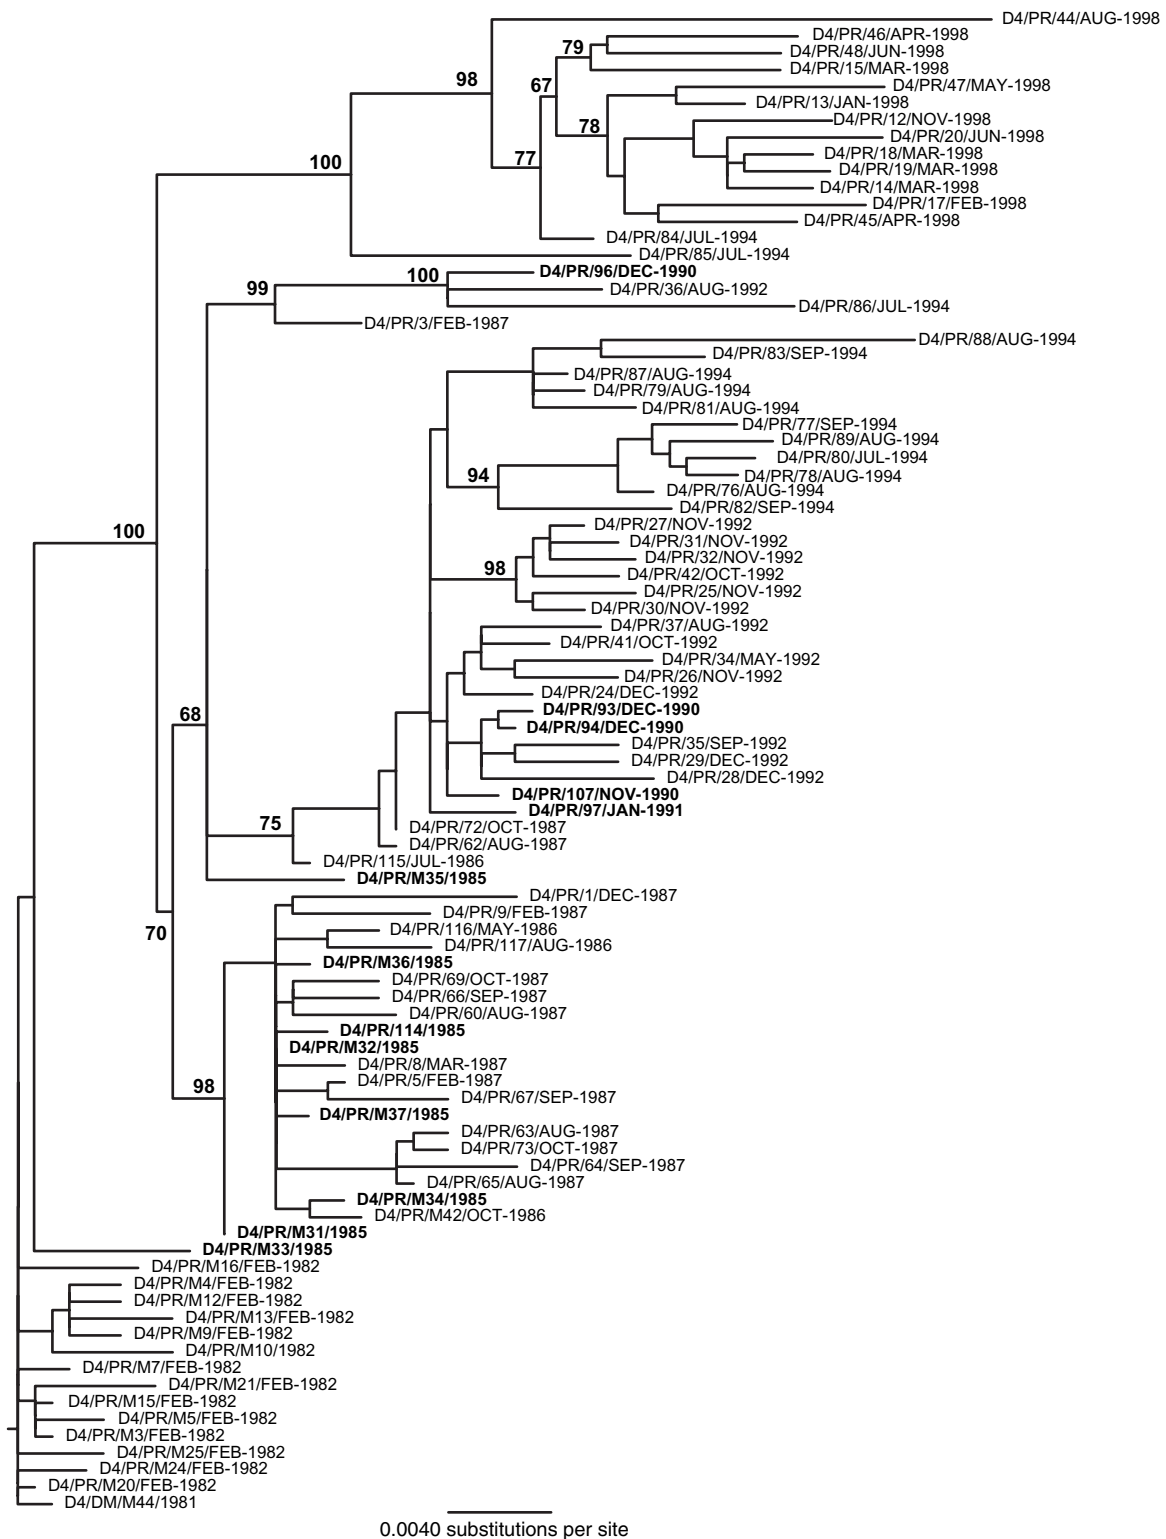 D4/PR/44/AUG-1998
D4/PR/46/APR-1998
79
D4/PR/48/JUN-1998
D4/PR/15/MAR-1998
98
67
D4/PR/47/MAY-1998
D4/PR/13/JAN-1998
D4/PR/12/NOV-1998
78
D4/PR/20/JUN-1998
D4/PR/18/MAR-1998
77
100
D4/PR/19/MAR-1998
D4/PR/14/MAR-1998
D4/PR/17/FEB-1998
D4/PR/45/APR-1998
D4/PR/84/JUL-1994
D4/PR/85/JUL-1994
D4/PR/96/DEC-1990
100
99
D4/PR/36/AUG-1992
D4/PR/86/JUL-1994
D4/PR/3/FEB-1987
D4/PR/88/AUG-1994
D4/PR/83/SEP-1994
D4/PR/87/AUG-1994
D4/PR/79/AUG-1994
D4/PR/81/AUG-1994
D4/PR/77/SEP-1994
D4/PR/89/AUG-1994
D4/PR/80/JUL-1994
94
D4/PR/78/AUG-1994
D4/PR/76/AUG-1994
D4/PR/82/SEP-1994
D4/PR/27/NOV-1992
100
D4/PR/31/NOV-1992
D4/PR/32/NOV-1992
98
D4/PR/42/OCT-1992
D4/PR/25/NOV-1992
D4/PR/30/NOV-1992
D4/PR/37/AUG-1992
D4/PR/41/OCT-1992
D4/PR/34/MAY-1992
D4/PR/26/NOV-1992
D4/PR/24/DEC-1992
D4/PR/93/DEC-1990
68
D4/PR/94/DEC-1990
D4/PR/35/SEP-1992
D4/PR/29/DEC-1992
D4/PR/28/DEC-1992
D4/PR/107/NOV-1990
D4/PR/97/JAN-1991
75
D4/PR/72/OCT-1987
D4/PR/62/AUG-1987
D4/PR/115/JUL-1986
D4/PR/M35/1985
D4/PR/1/DEC-1987
D4/PR/9/FEB-1987
70
D4/PR/116/MAY-1986
D4/PR/117/AUG-1986
D4/PR/M36/1985
D4/PR/69/OCT-1987
D4/PR/66/SEP-1987
D4/PR/60/AUG-1987
D4/PR/114/1985
D4/PR/M32/1985
D4/PR/8/MAR-1987
98
D4/PR/5/FEB-1987
D4/PR/67/SEP-1987
D4/PR/M37/1985
D4/PR/63/AUG-1987
D4/PR/73/OCT-1987
D4/PR/64/SEP-1987
D4/PR/65/AUG-1987
D4/PR/M34/1985
D4/PR/M42/OCT-1986
D4/PR/M31/1985
D4/PR/M33/1985
D4/PR/M16/FEB-1982
D4/PR/M4/FEB-1982
D4/PR/M12/FEB-1982
D4/PR/M13/FEB-1982
D4/PR/M9/FEB-1982
D4/PR/M10/1982
D4/PR/M7/FEB-1982
D4/PR/M21/FEB-1982
D4/PR/M15/FEB-1982
D4/PR/M5/FEB-1982
D4/PR/M3/FEB-1982
D4/PR/M25/FEB-1982
D4/PR/M24/FEB-1982
D4/PR/M20/FEB-1982
D4/DM/M44/1981
0.0040 substitutions per site